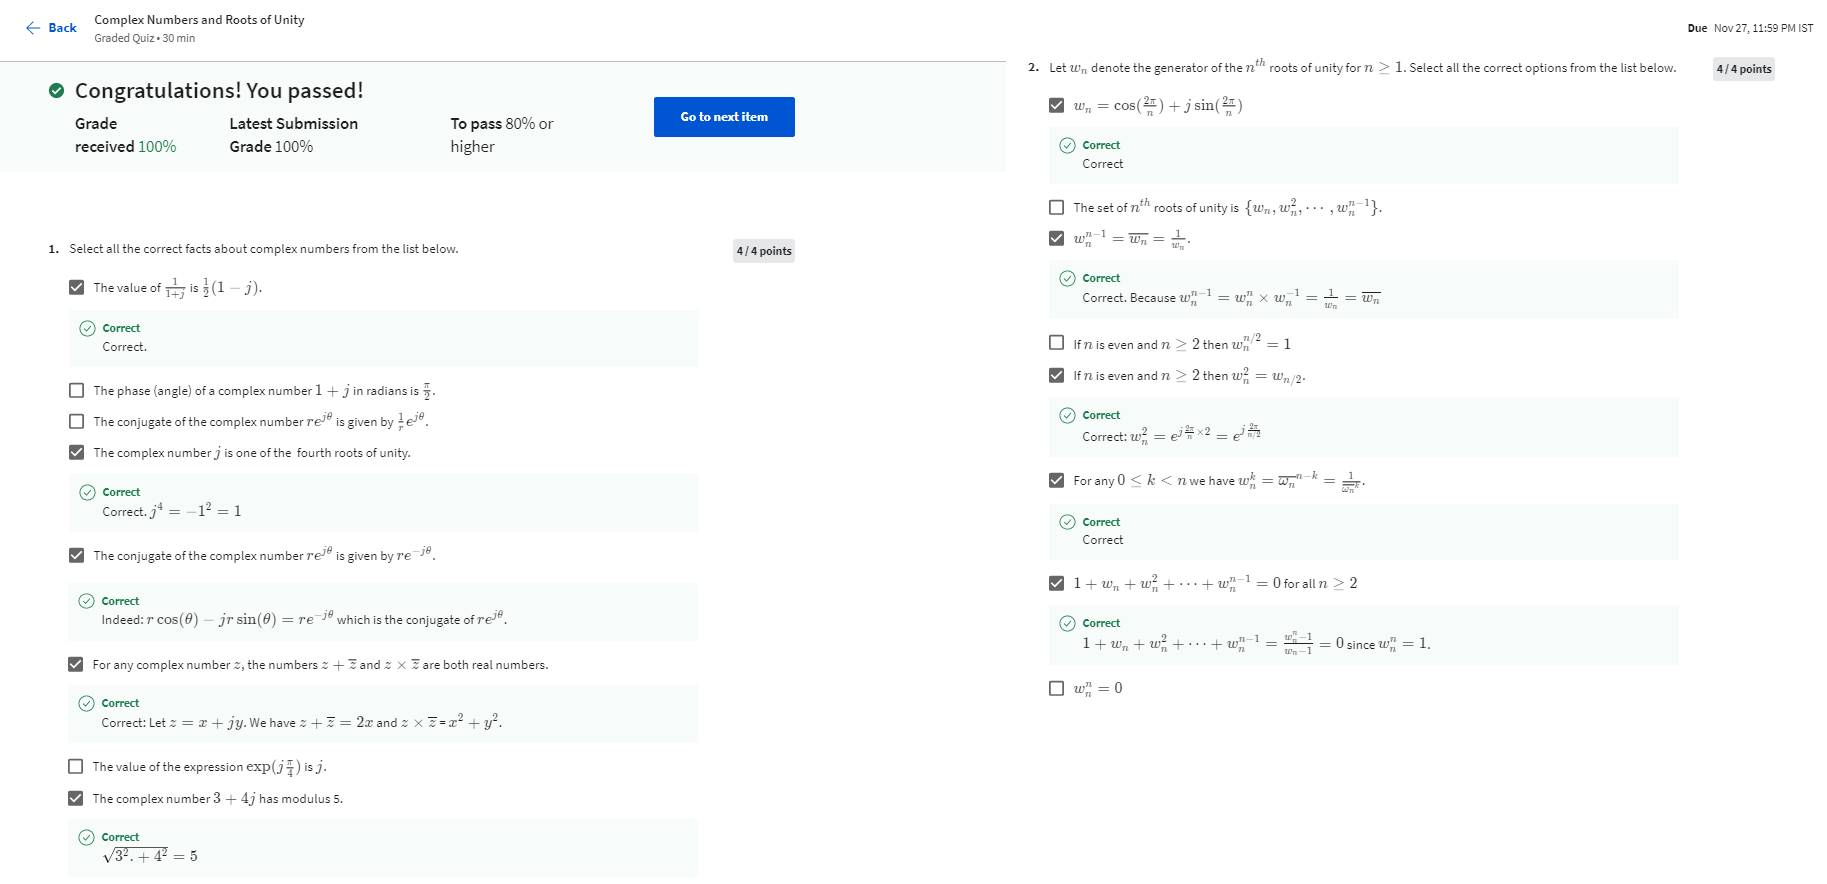 Back
Complex Numbers and Roots of Unity
Graded Quiz • 30 min
Due Nov 27, 11:59 PM IST
Congratulations! You passed!
Grade received 100%
Latest Submission Grade 100%
To pass 80% or higher
Go to next item
1. Select all the correct facts about complex numbers from the list below.
4 / 4 points
The value of $\frac{1}{1+j}$ is $\frac{1}{2}(1-j)$.
Correct
Correct.
The phase (angle) of a complex number $1+j$ in radians is $\frac{\pi}{2}$.
The conjugate of the complex number $re^{j\theta}$ is given by $\frac{1}{r}e^{j\theta}$.
The complex number $j$ is one of the fourth roots of unity.
Correct
Correct. $j^4 = -1^2 = 1$
The conjugate of the complex number $re^{j\theta}$ is given by $re^{-j\theta}$.
Correct
Indeed: $r\cos(\theta) - jr\sin(\theta) = re^{-j\theta}$ which is the conjugate of $re^{j\theta}$.
For any complex number $z$, the numbers $z + \overline{z}$ and $z \times \overline{z}$ are both real numbers.
Correct
Correct: Let $z = x + jy$. We have $z + \overline{z} = 2x$ and $z \times \overline{z} = x^2 + y^2$.
The value of the expression $\exp(j\frac{\pi}{4})$ is $j$.
The complex number $3 + 4j$ has modulus 5.
Correct
$\sqrt{3^2. + 4^2} = 5$
2. Let $w_n$ denote the generator of the $n^{th}$ roots of unity for $n \geq 1$. Select all the correct options from the list below.
4 / 4 points
$w_n = \cos(\frac{2\pi}{n}) + j\sin(\frac{2\pi}{n})$
Correct
Correct
The set of $n^{th}$ roots of unity is $\{w_n, w_n^2, \cdots, w_n^{n-1}\}$.
$w_n^{n-1} = \overline{w_n} = \frac{1}{w_n}$.
Correct
Correct. Because $w_n^{n-1} = w_n^n \times w_n^{-1} = \frac{1}{w_n} = \overline{w_n}$
If $n$ is even and $n \geq 2$ then $w_n^{n/2} = 1$
If $n$ is even and $n \geq 2$ then $w_n^2 = w_{n/2}$.
Correct
Correct: $w_n^2 = e^{j\frac{2\pi}{n} \times 2} = e^{j\frac{2\pi}{n/2}}$
For any $0 \leq k < n$ we have $w_n^k = \overline{\omega_n}^{n-k} = \frac{1}{\overline{\omega_n}^k}$.
Correct
Correct
$1 + w_n + w_n^2 + \cdots + w_n^{n-1} = 0$ for all $n \geq 2$
Correct
$1 + w_n + w_n^2 + \cdots + w_n^{n-1} = \frac{w_n^n - 1}{w_n - 1} = 0$ since $w_n^n = 1$.
$w_n^n = 0$